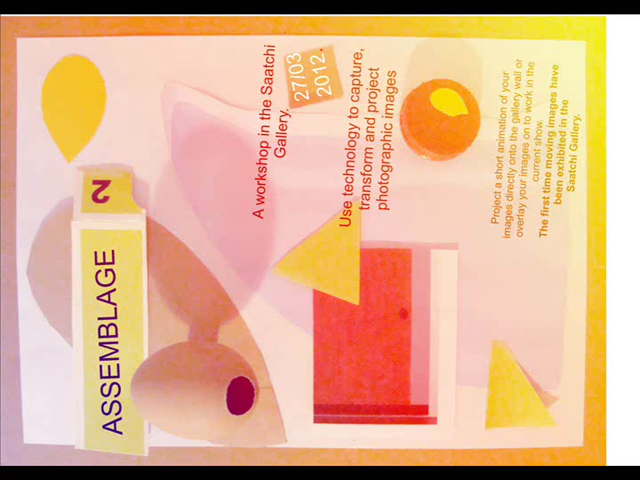 ASSEMBLAGE
2
A workshop in the Saatchi
Gallery.
27/03
2012.
Use technology to capture,
transform and project
photographic images
Project a short animation of your
images directly onto the gallery wall or
overlay your images on to work in the
current show.
The first time moving images have
been exhibited in the
Saatchi Gallery.